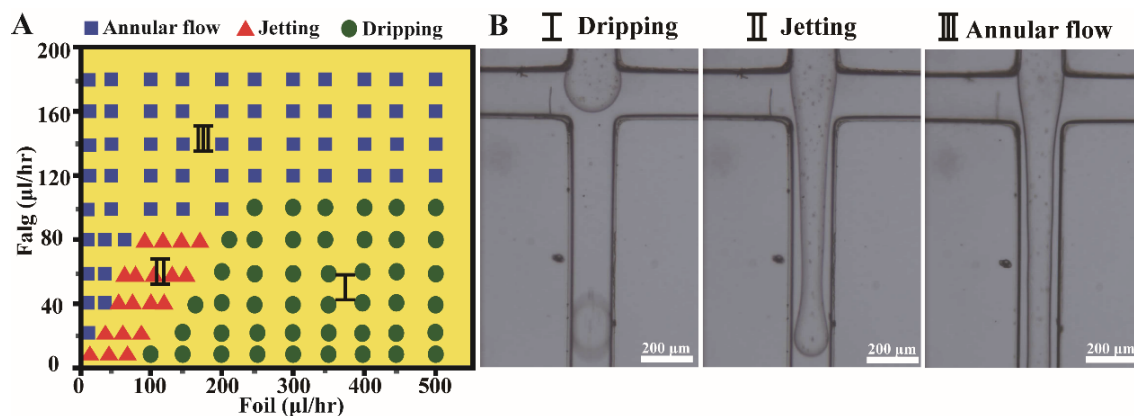 A
Annular flow Jetting Dripping
200
160
120
80
40
0
Falg (µl/hr)
III
II
I
0 100 200 300 400 500
Foil (µl/hr)
B
I Dripping
II Jetting
III Annular flow
200 µm
200 µm
200 µm